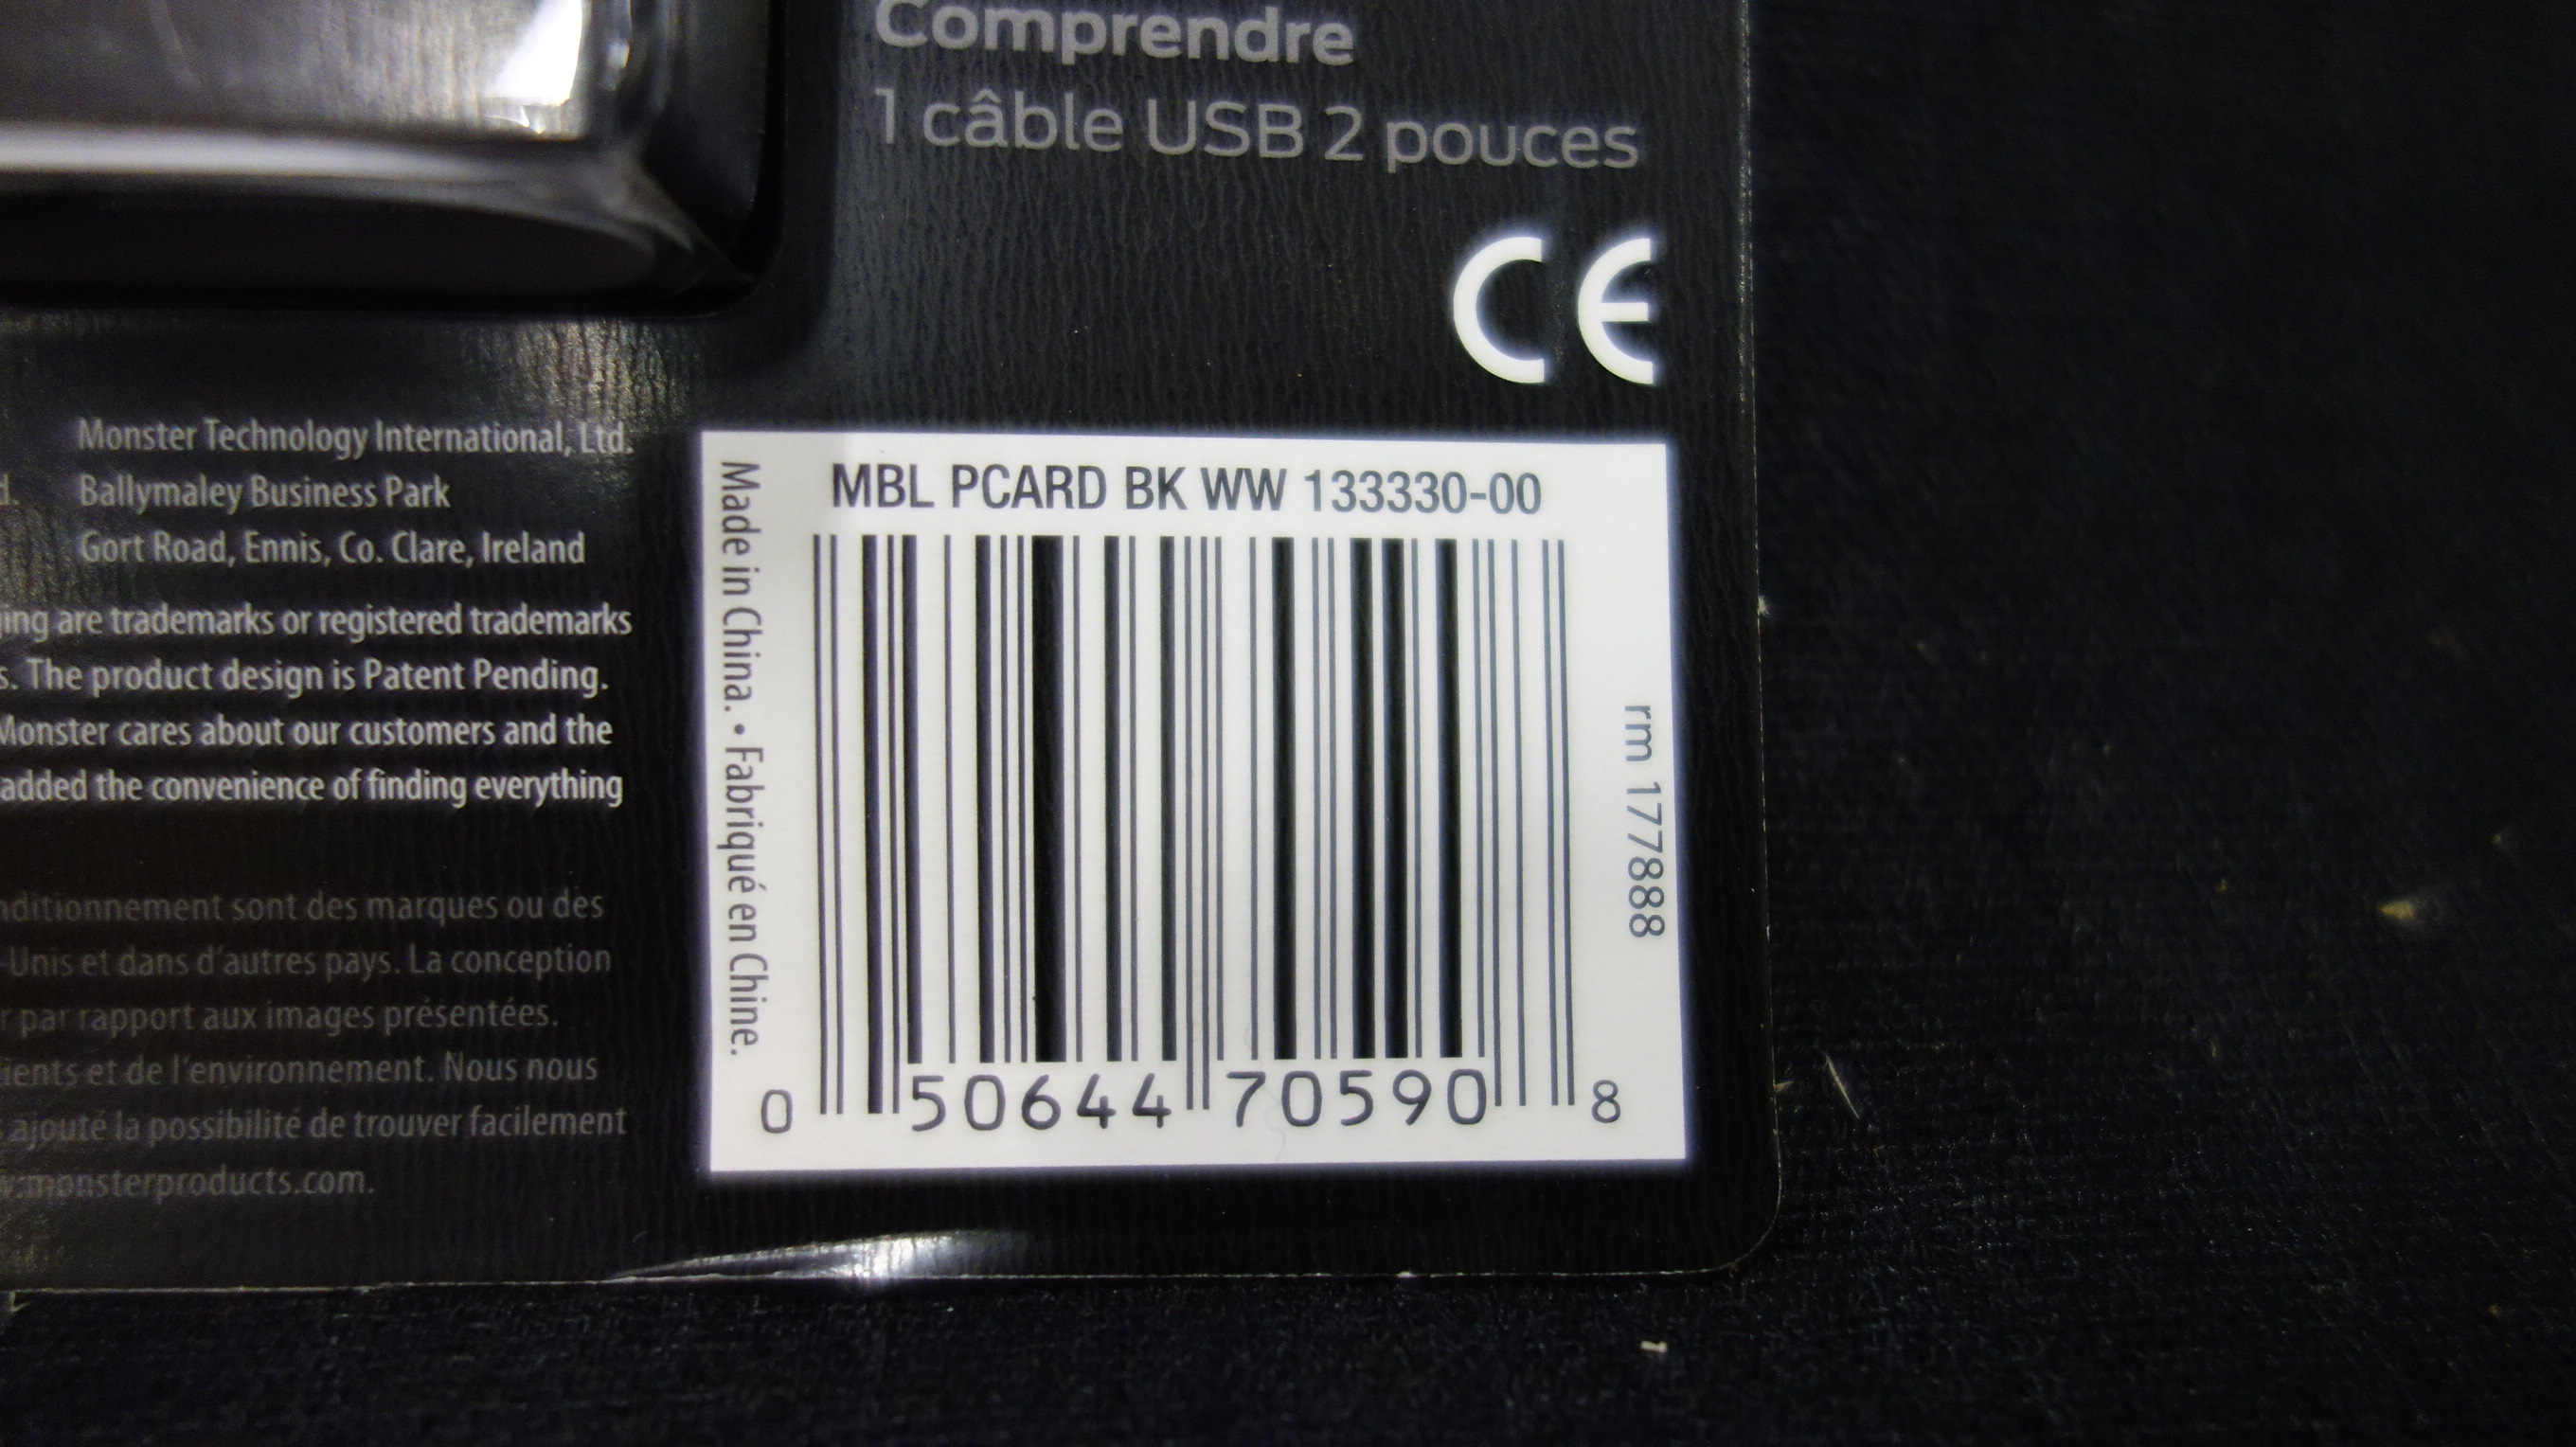 Comprendre
1 câble USB 2 pouces
CE
Monster Technology International, Ltd.
d. Ballymaley Business Park
Gort Road, Ennis, Co. Clare, Ireland
ing are trademarks or registered trademarks
s. The product design is Patent Pending.
Monster cares about our customers and the
added the convenience of finding everything
nditionnement sont des marques ou des
-Unis et dans d'autres pays. La conception
r par rapport aux images présentées.
ients et de l'environnement. Nous nous
ajouté la possibilité de trouver facilement
w.monsterproducts.com.
Made in China. • Fabriqué en Chine.
MBL PCARD BK WW 133330-00
0 50644 70590 8
rm 177888